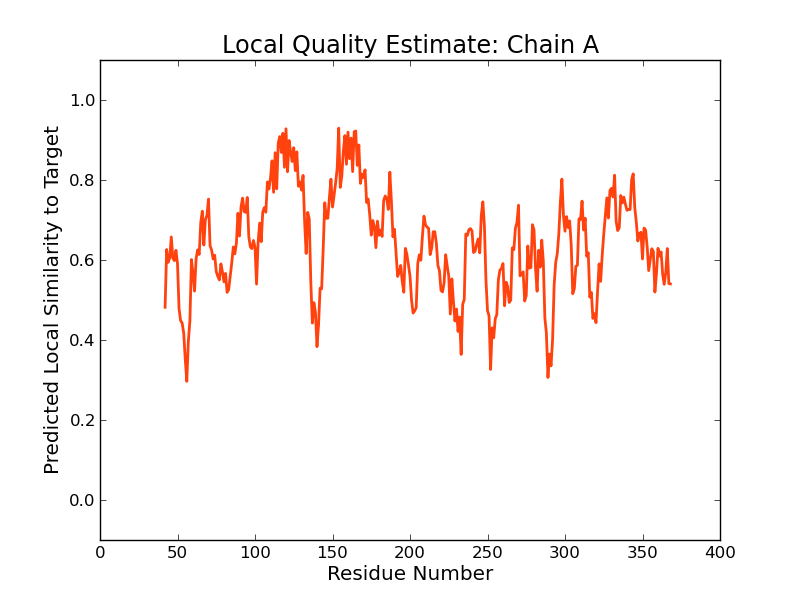 Local Quality Estimate: Chain A
Predicted Local Similarity to Target
1.0
0.8
0.6
0.4
0.2
0.0
0 50 100 150 200 250 300 350 400
Residue Number